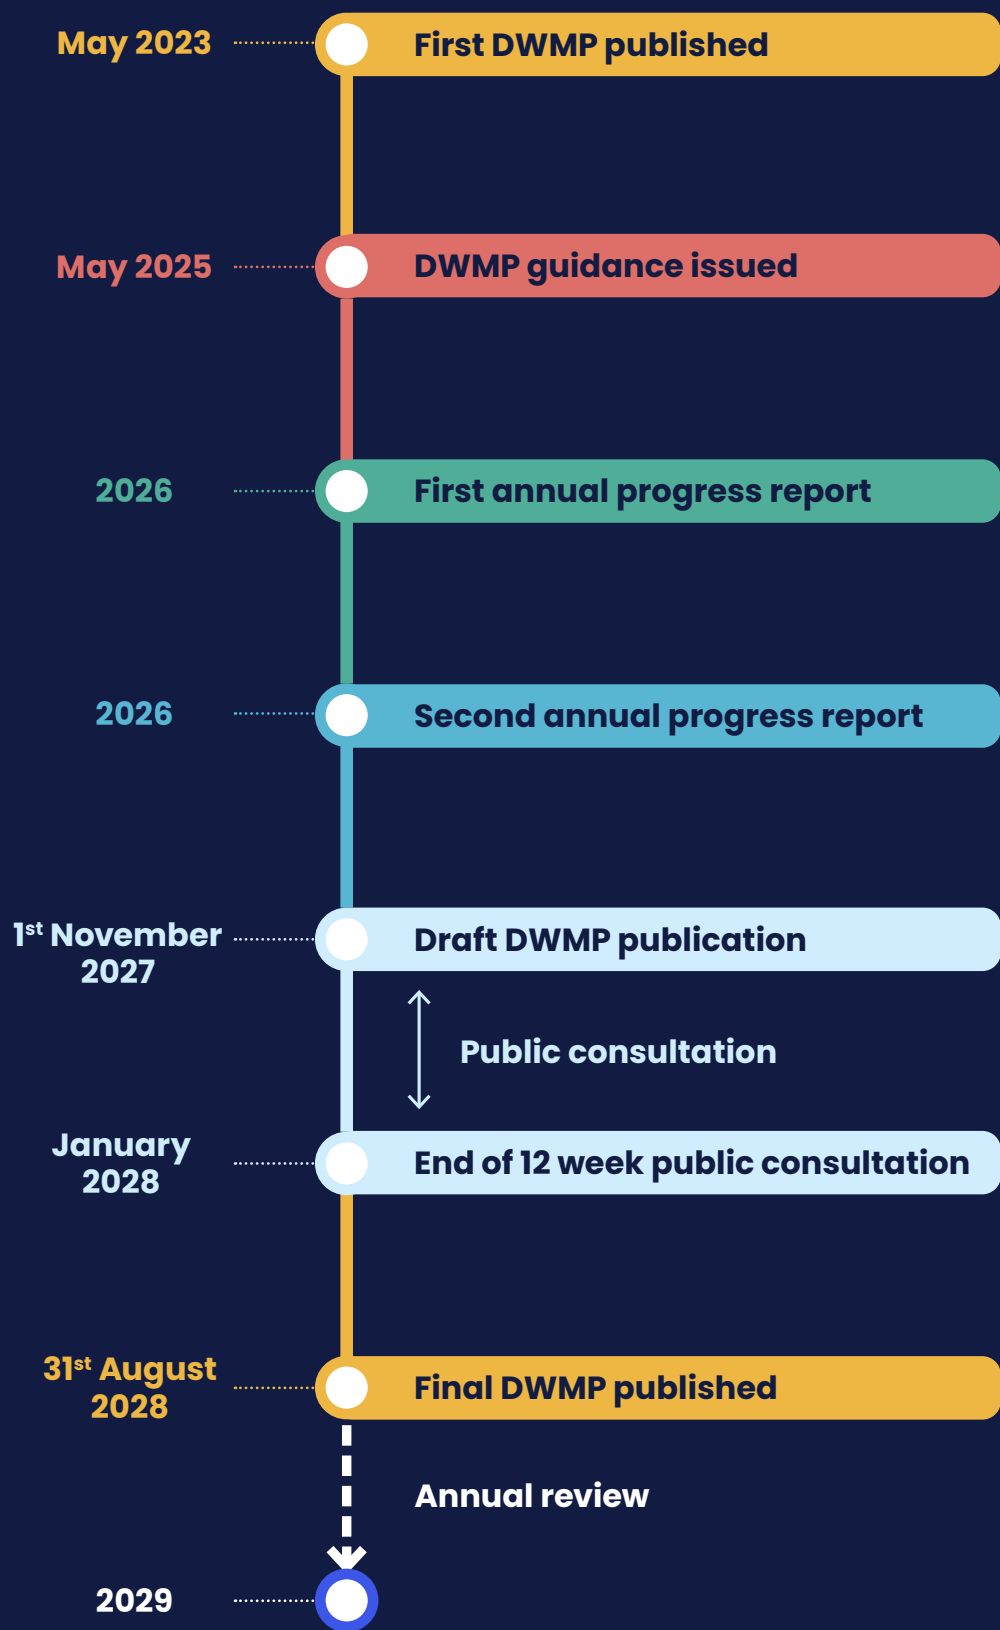 May 2023
First DWMP published
May 2025
DWMP guidance issued
2026
First annual progress report
2026
Second annual progress report
1st November
2027
Draft DWMP publication
Public consultation
January
2028
End of 12 week public consultation
31st August
2028
Final DWMP published
Annual review
2029